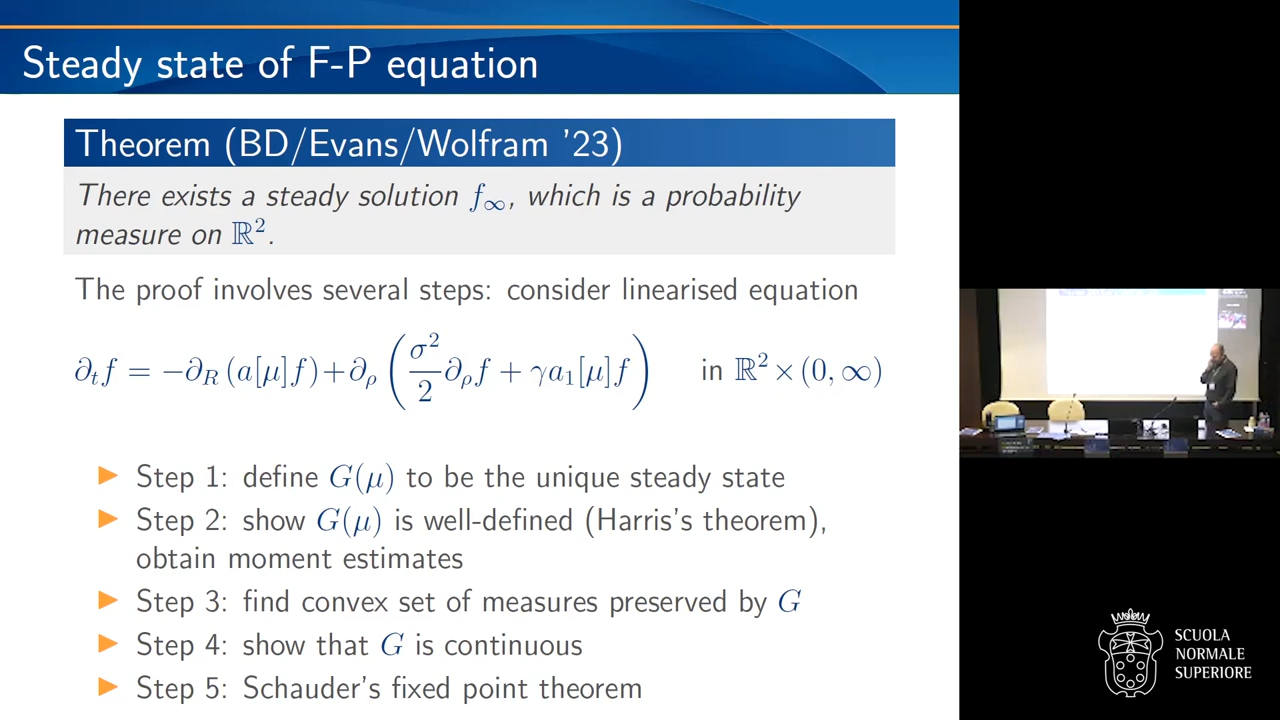 Steady state of F-P equation
Theorem (BD/Evans/Wolfram '23)
There exists a steady solution f∞, which is a probability
measure on ℝ².
The proof involves several steps: consider linearised equation
∂ₜf = −∂_R (a[μ]f) + ∂_ρ (σ²/2 ∂_ρ f + γa₁[μ]f) in ℝ² × (0, ∞)
▶ Step 1: define G(μ) to be the unique steady state
▶ Step 2: show G(μ) is well-defined (Harris's theorem),
obtain moment estimates
▶ Step 3: find convex set of measures preserved by G
▶ Step 4: show that G is continuous
▶ Step 5: Schauder's fixed point theorem
SCUOLA
NORMALE
SUPERIORE